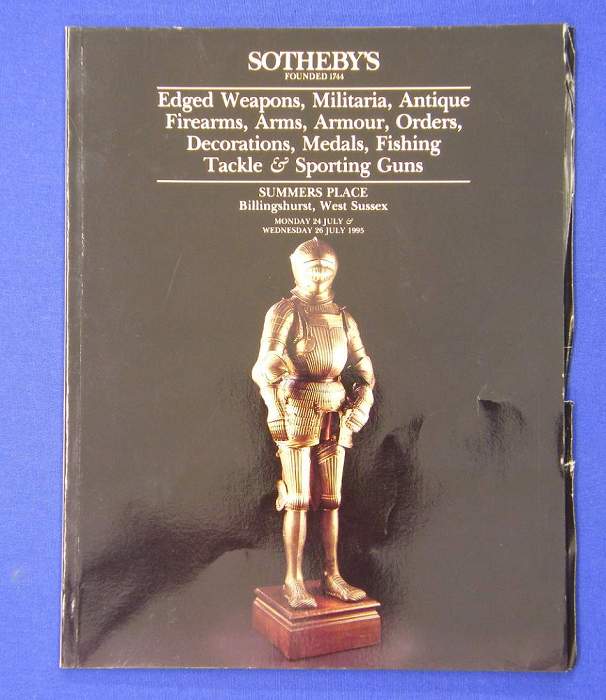 SOTHEBY'S
FOUNDED 1744
Edged Weapons, Militaria, Antique
Firearms, Arms, Armour, Orders,
Decorations, Medals, Fishing
Tackle & Sporting Guns
SUMMERS PLACE
Billingshurst, West Sussex
MONDAY 24 JULY &
WEDNESDAY 26 JULY 1995